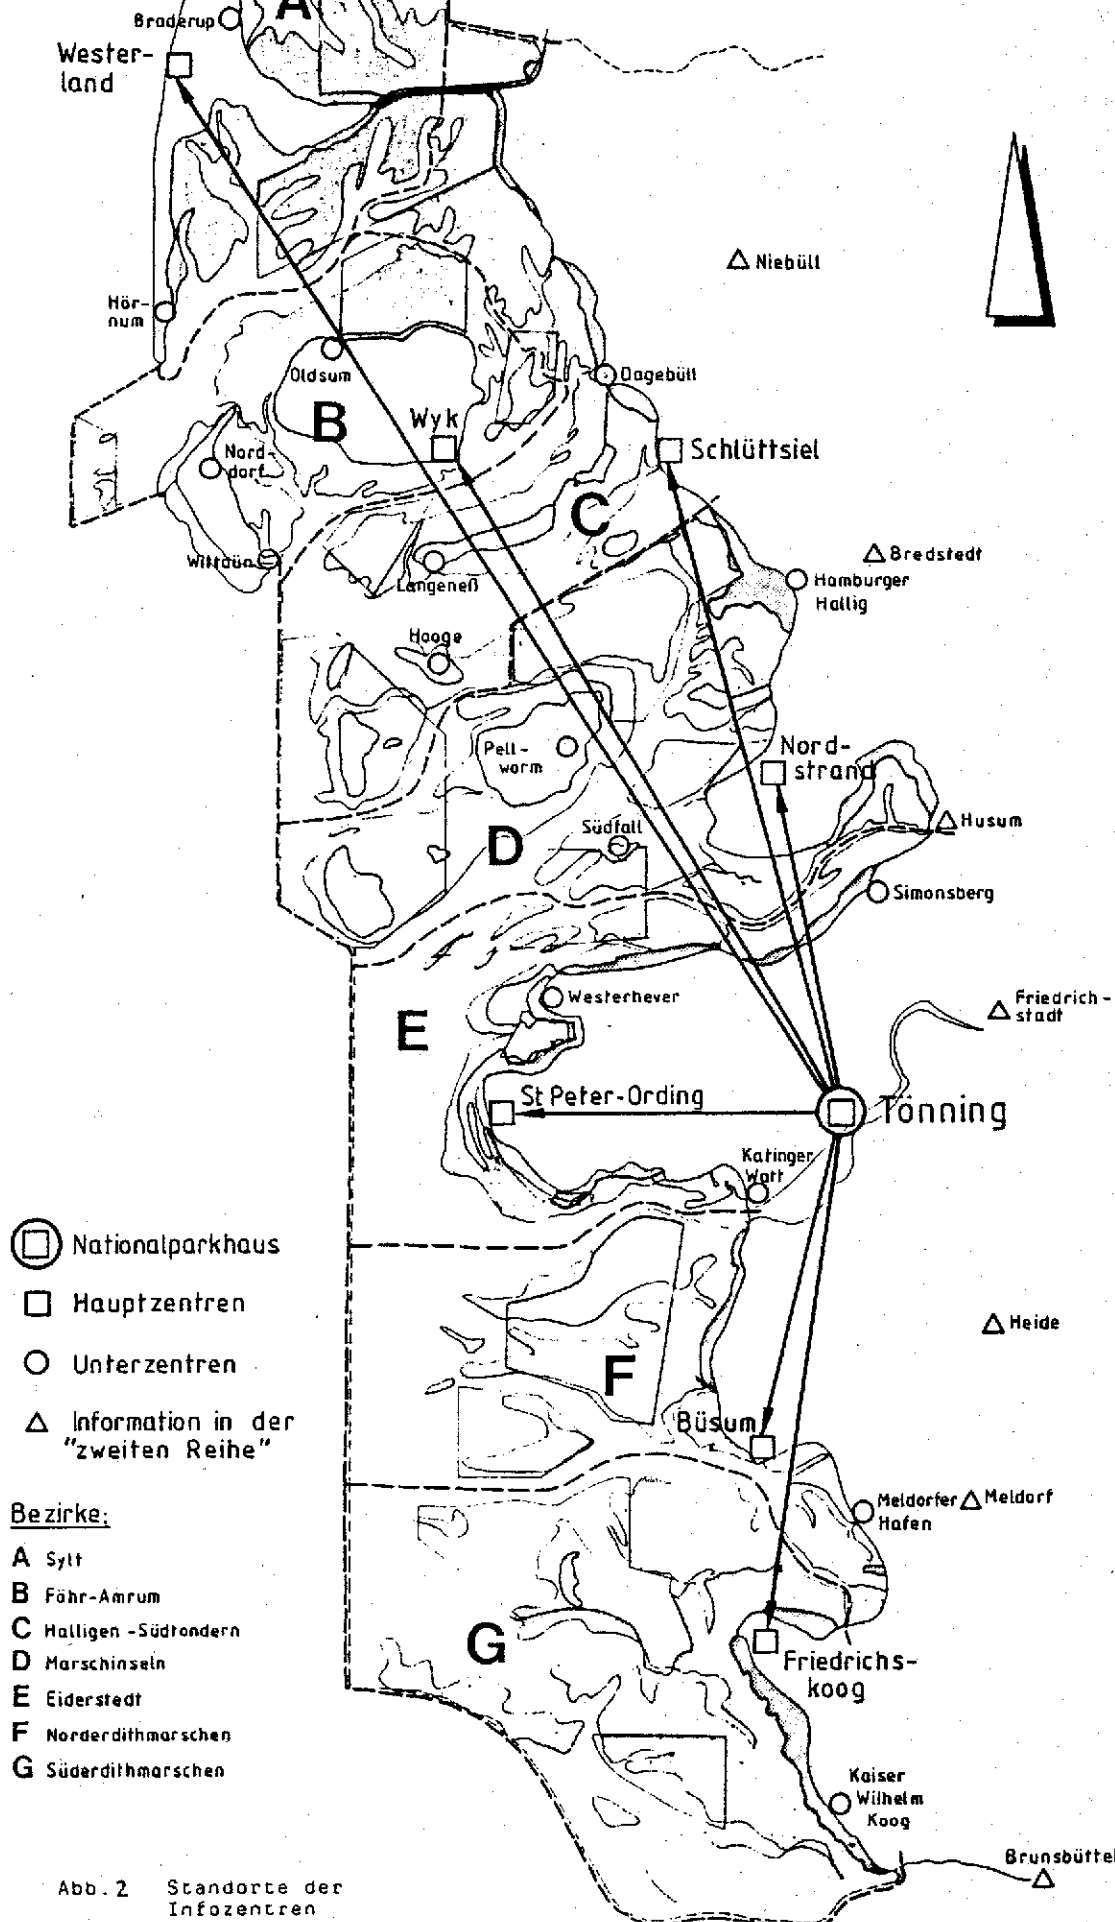 A
Braderup
Wester-
land
Niebüll
Hör-
num
Oldsum
Dagebüll
B
Wyk
Schlüttsiel
Nord-
dorf
C
Bredstedt
Wittdün
Langeneß
Hamburger
Hallig
Hooge
Pell-
worm
Nord-
strand
D
Südfall
Husum
Simonsberg
Westerhever
Friedrich-
stadt
E
St Peter-Ording
Tönning
Katinger
Watt
Nationalparkhaus
Hauptzentren
Heide
Unterzentren
F
Information in der
"zweiten Reihe"
Büsum
Meldorfer
Hafen
Meldorf
Bezirke:
A Sylt
B Föhr-Amrum
C Halligen-Südtondern
D Marschinseln
E Eiderstedt
F Norderdithmarschen
G Süderdithmarschen
G
Friedrichs-
koog
Kaiser
Wilhelm
Koog
Brunsbüttel
Abb. 2 Standorte der
Infozentren